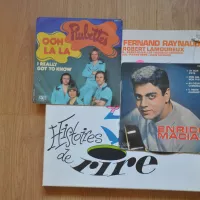 Rubettes
OOH
LA LA
I REALLY
GOT TO KNOW
FERNAND RAYNAUD
ROBERT LAMOUREUX
ENRICO
MACIAS
Histoires
de
rire